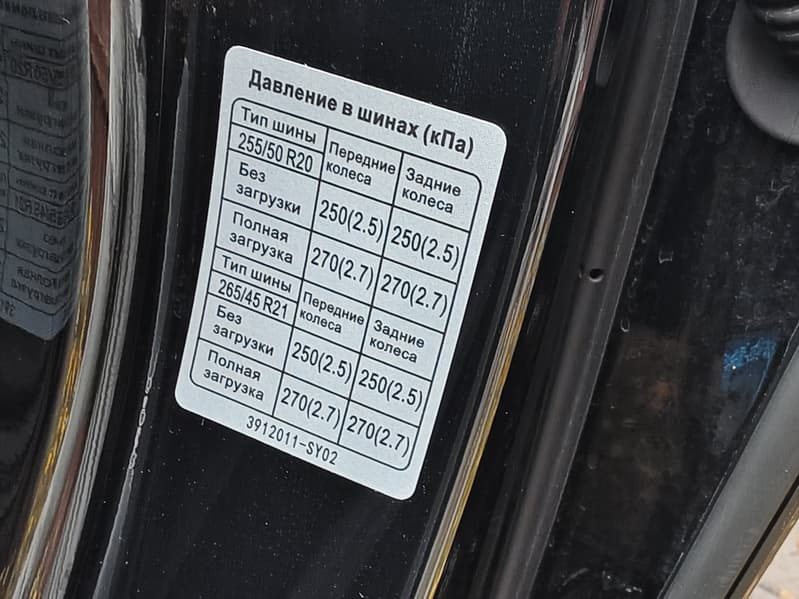 Давление в шинах (кПа)
Тип шины
255/50 R20
Передние
колеса
Задние
колеса
Без
загрузки
250(2.5)
250(2.5)
Полная
загрузка
270(2.7)
270(2.7)
Тип шины
265/45 R21
Передние
колеса
Задние
колеса
Без
загрузки
250(2.5)
250(2.5)
Полная
загрузка
270(2.7)
270(2.7)
3912011-SY02